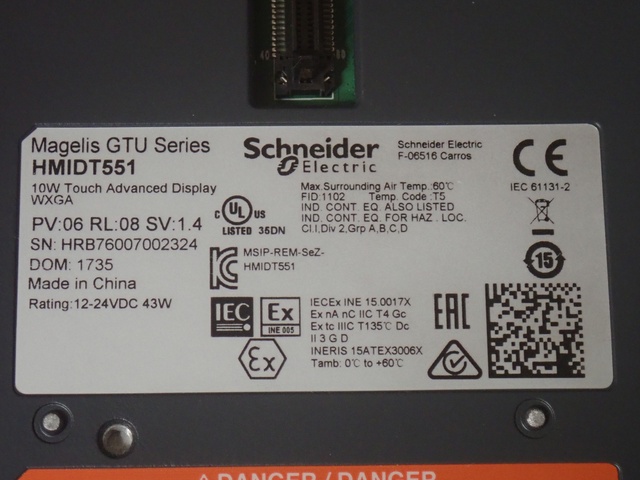 40 80
Magelis GTU Series
HMIDT551
10W Touch Advanced Display
WXGA
PV:06 RL:08 SV:1.4
SN: HRB76007002324
DOM: 1735
Made in China
Rating:12-24VDC 43W
Schneider
Electric
Schneider Electric
F-06516 Carros
CE
IEC 61131-2
C UL US
LISTED 35DN
Max.Surrounding Air Temp.:60℃
FID:1102 Temp. Code :T5
IND. CONT. EQ. ALSO LISTED
IND. CONT. EQ. FOR HAZ . LOC.
Cl.I,Div 2,Grp A,B,C,D
MSIP-REM-SeZ-
HMIDT551
15
IEC Ex
INE 005
Ex
IECEx INE 15.0017X
Ex nA nC IIC T4 Gc
Ex tc IIIC T135℃ Dc
II 3 G D
INERIS 15ATEX3006X
Tamb: 0℃ to +60℃
EAC
DANGER / DANGER